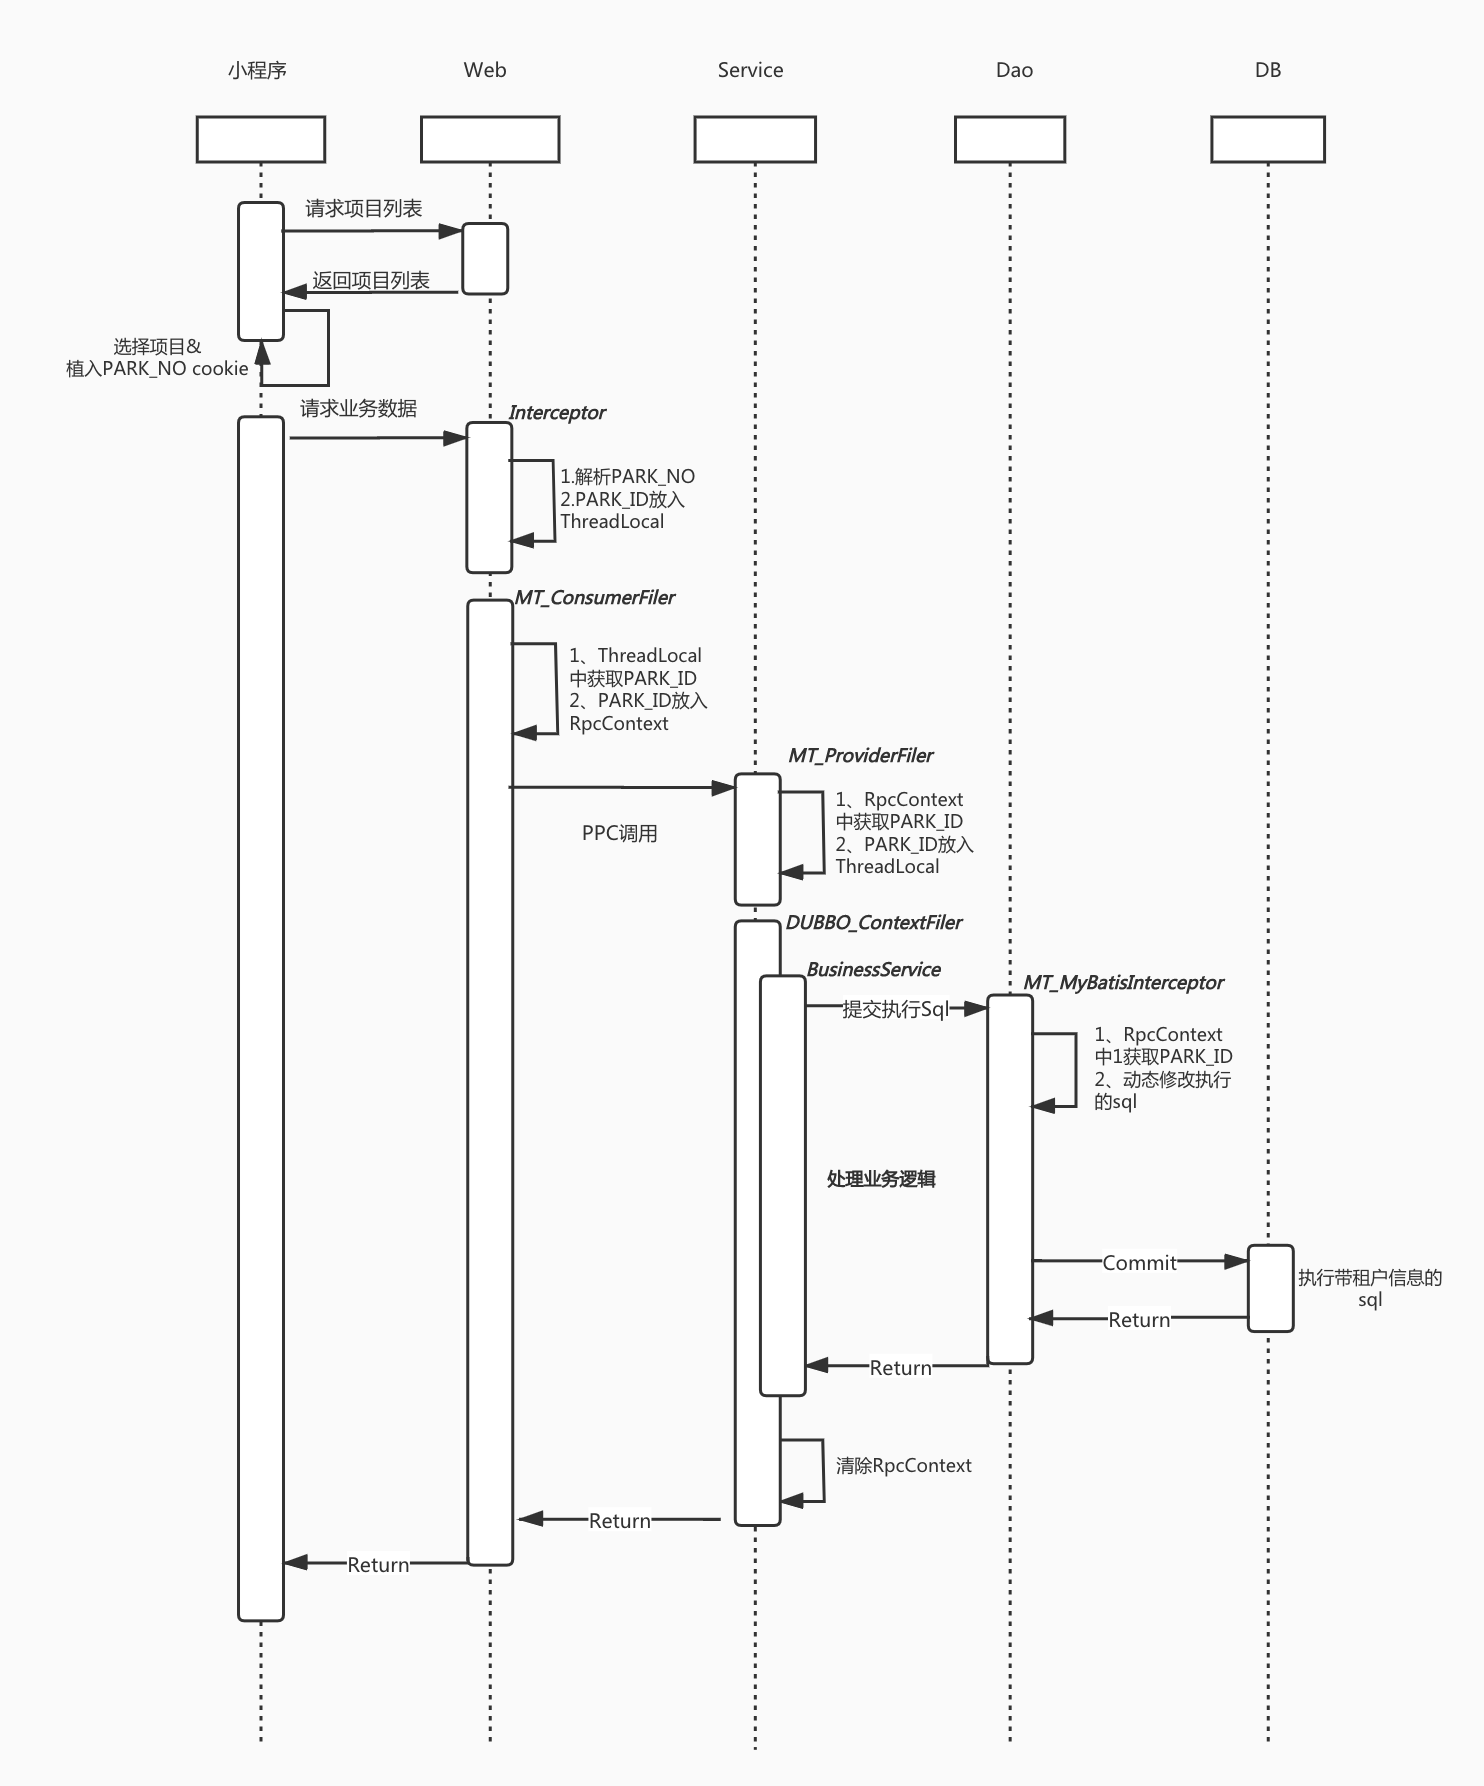 小程序
Web
Service
Dao
DB
请求项目列表
返回项目列表
选择项目&
植入PARK_NO cookie
请求业务数据
Interceptor
1.解析PARK_NO
2.PARK_ID放入
ThreadLocal
MT_ConsumerFiler
1、ThreadLocal
中获取PARK_ID
2、PARK_ID放入
RpcContext
MT_ProviderFiler
1、RpcContext
中获取PARK_ID
2、PARK_ID放入
ThreadLocal
PPC调用
DUBBO_ContextFiler
BusinessService
提交执行Sql
MT_MyBatisInterceptor
1、RpcContext
中1获取PARK_ID
2、动态修改执行
的sql
处理业务逻辑
Commit
执行带租户信息的
sql
Return
Return
清除RpcContext
Return
Return